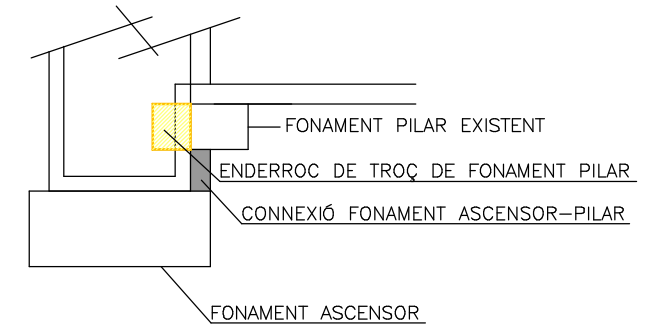 FONAMENT PILAR EXISTENT
ENDERROC DE TROÇ DE FONAMENT PILAR
CONNEXIÓ FONAMENT ASCENSOR-PILAR
FONAMENT ASCENSOR